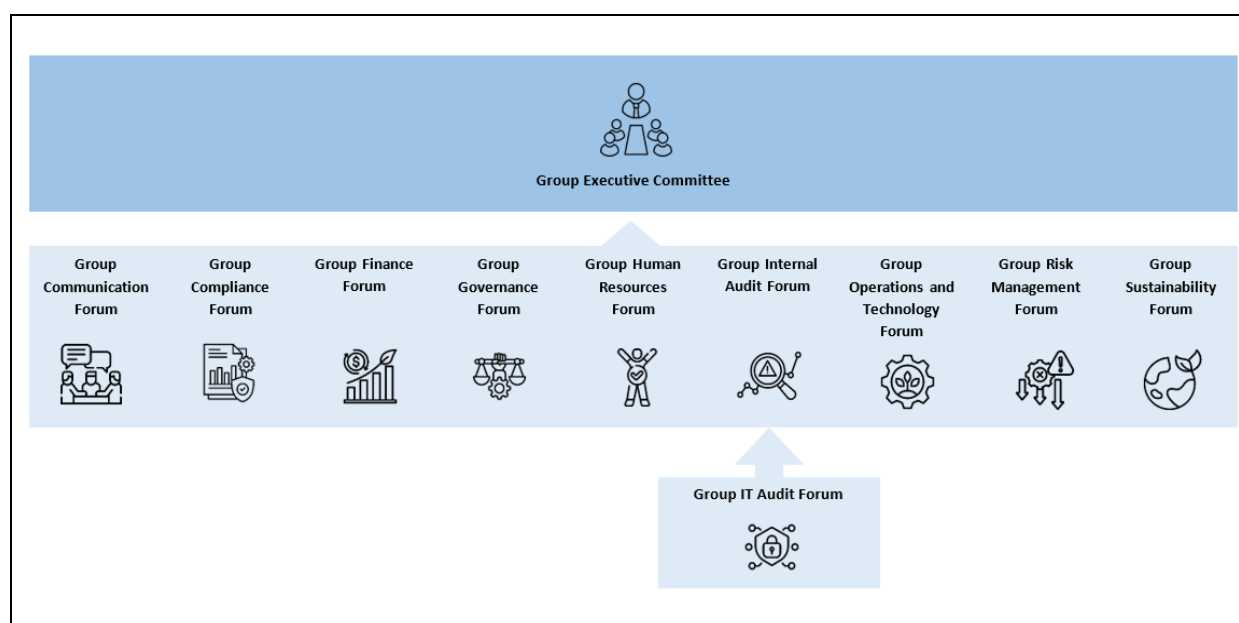 Group Executive Committee
Group
Communication
Forum
Group
Compliance
Forum
Group Finance
Forum
Group
Governance
Forum
Group Human
Resources
Forum
Group Internal
Audit Forum
Group
Operations and
Technology
Forum
Group Risk
Management
Forum
Group
Sustainability
Forum
Group IT Audit Forum